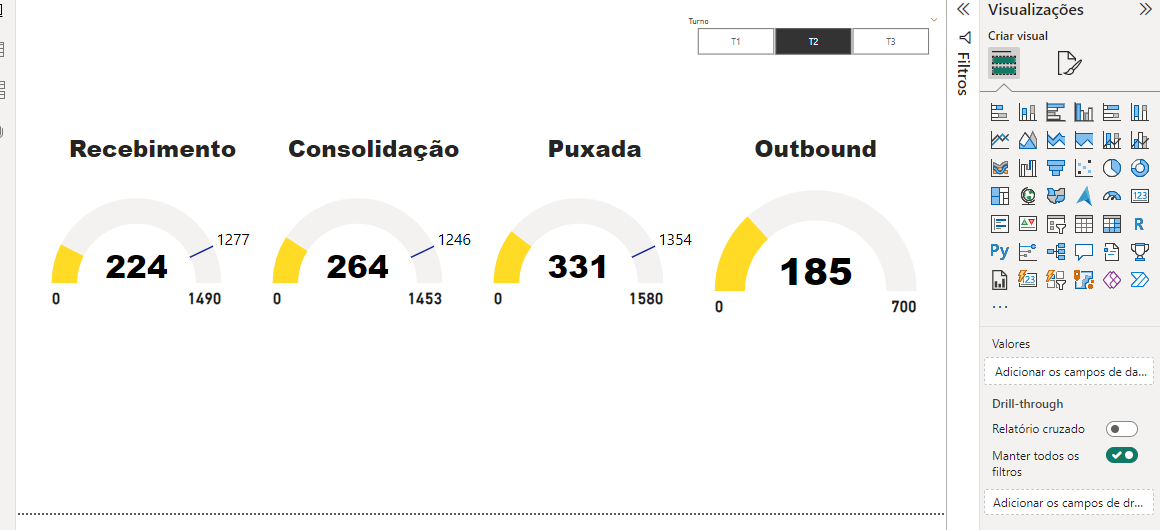 Turno
T1
T2
T3
Recebimento
Consolidação
Puxada
Outbound
1277
224
0
1490
1246
264
0
1453
1354
331
0
1580
185
0
700
Filtros
Visualizações
Criar visual
123
R
Py
123
...
Valores
Adicionar os campos de da...
Drill-through
Relatório cruzado
Manter todos os
filtros
Adicionar os campos de dr...